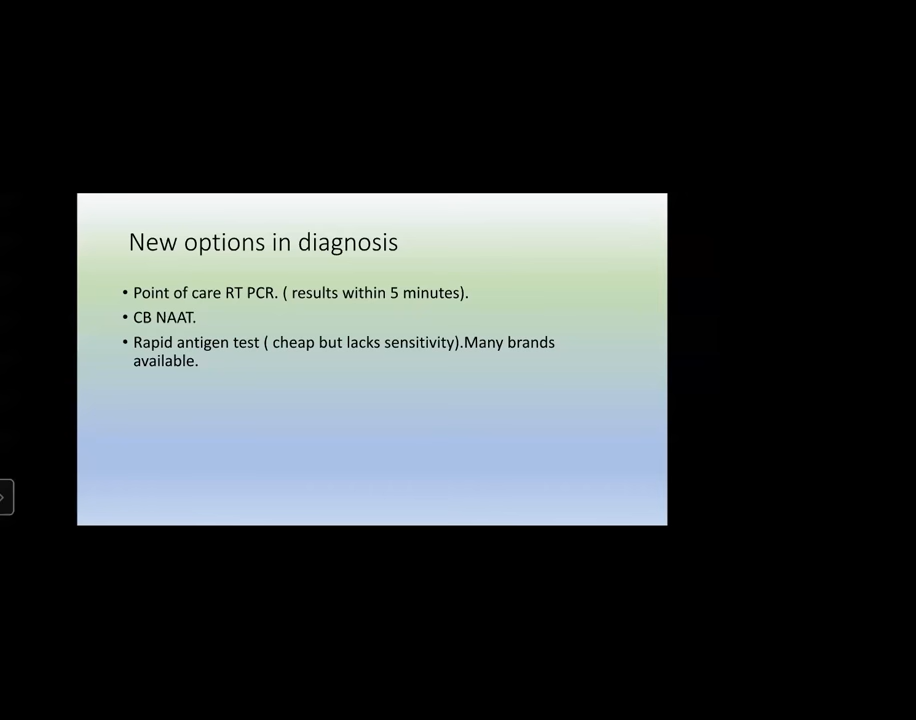 New options in diagnosis
• Point of care RT PCR. ( results within 5 minutes).
• CB NAAT.
• Rapid antigen test ( cheap but lacks sensitivity).Many brands
available.